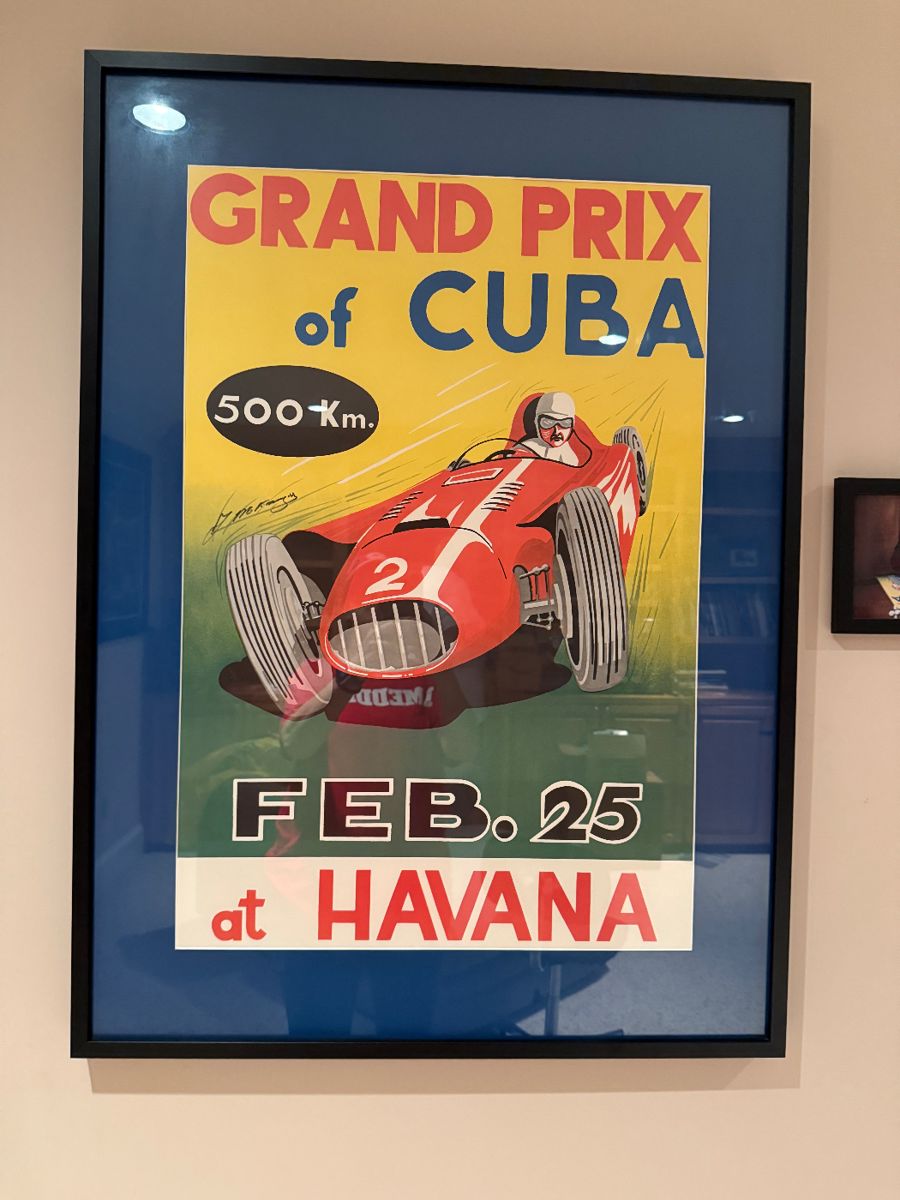 GRAND PRIX
of CUBA
500 Km.
2
FEB. 25
at HAVANA